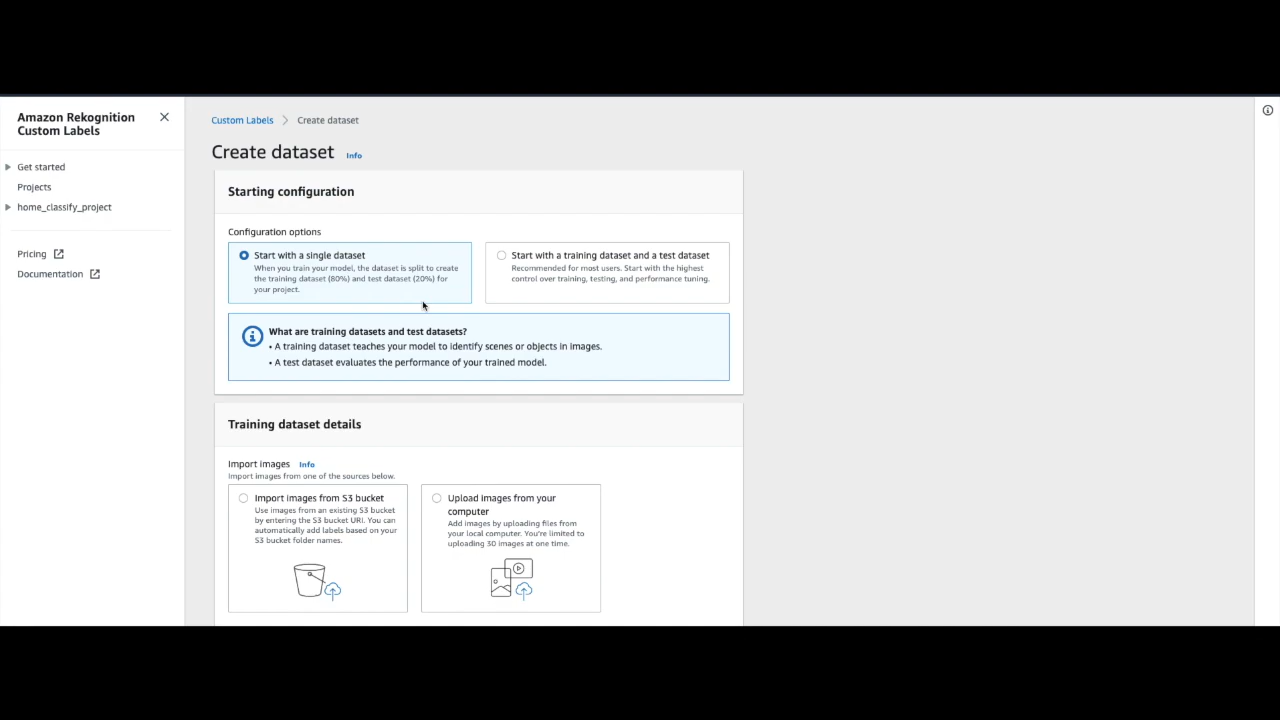 Amazon Rekognition
Custom Labels
Get started
Projects
home_classify_project
Pricing
Documentation
Custom Labels
Create dataset
Create dataset
Info
Starting configuration
Configuration options
Start with a single dataset
When you train your model, the dataset is split to create
the training dataset (80%) and test dataset (20%) for
your project.
Start with a training dataset and a test dataset
Recommended for most users. Start with the highest
control over training, testing, and performance tuning.
What are training datasets and test datasets?
• A training dataset teaches your model to identify scenes or objects in images.
• A test dataset evaluates the performance of your trained model.
Training dataset details
Import images Info
Import images from one of the sources below.
Import images from S3 bucket
Use images from an existing S3 bucket
by entering the S3 bucket URI. You can
automatically add labels based on your
S3 bucket folder names.
Upload images from your
computer
Add images by uploading files from
your local computer. You're limited to
uploading 30 images at one time.